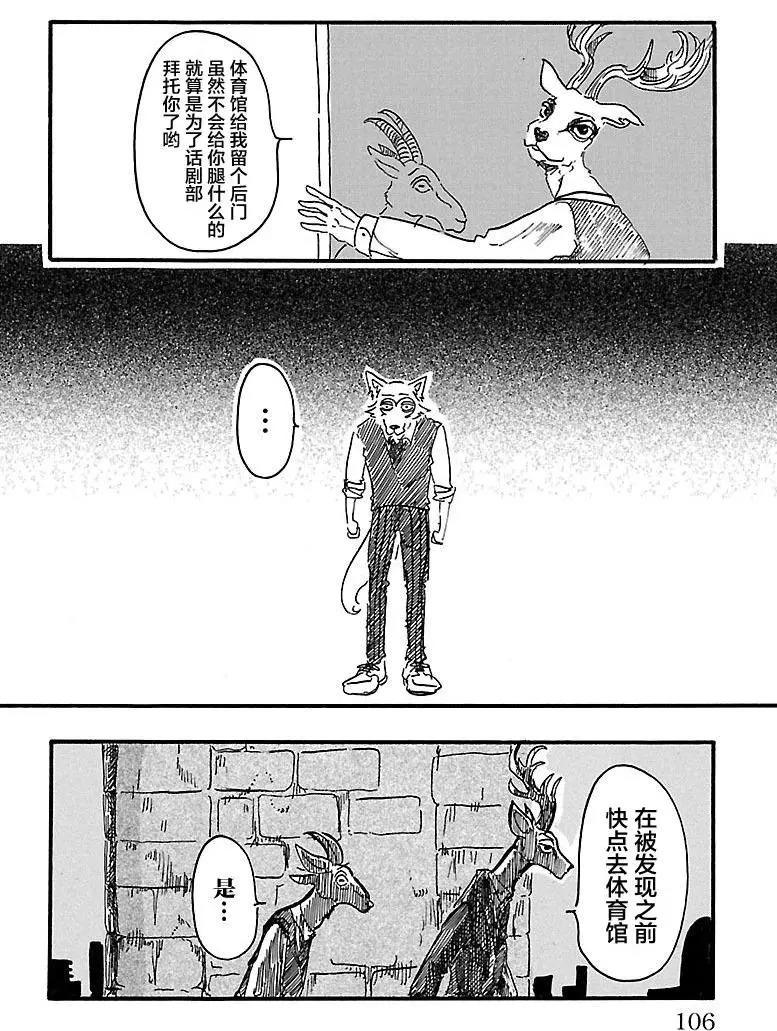 体育馆给我留个后门
虽然不会给你腿什么的
就算是为了话剧部
拜托你了哟
…
在被发现之前
快点去体育馆
是…
106